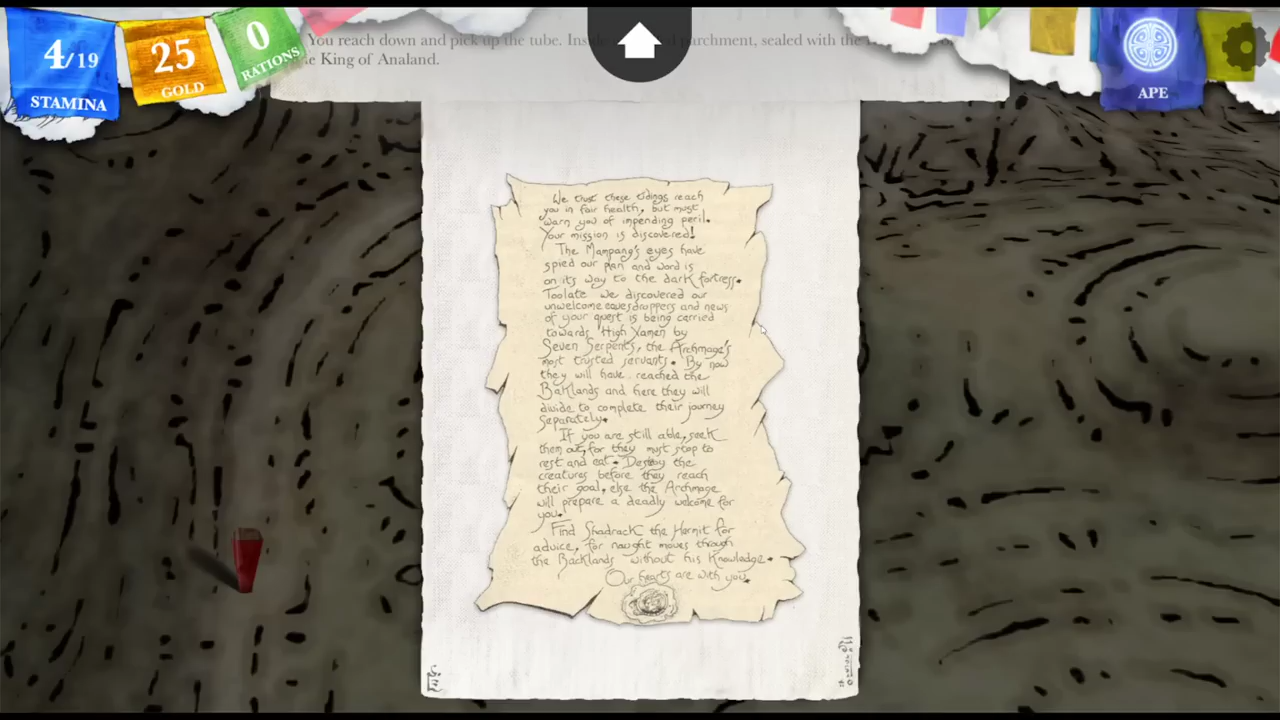 4/19
STAMINA
25
GOLD
0
RATIONS
You reach down and pick up the tube. parchment, sealed with the
King of Analand.
APE
We trust these tidings reach
you in fair health, but must
warn you of impending peril.
Your mission is discovered!
The Mampang's eyes have
spied our plan and word is
on its way to the dark fortress.
Too late we discovered our
unwelcome eavesdroppers and news
of your quest is being carried
towards High Xamen by
Seven Serpents, the Archmage's
most trusted servants. By now
they will have reached the
Baklands and here they will
divide to complete their journey
separately.
If you are still able, seek
them out, for they must stop to
rest and eat. Destroy the
creatures before they reach
their goal, else the Archmage
will prepare a deadly welcome for
you.
Find Shadrack the Hermit for
advice, for naught moves through
the Backlands without his Knowledge.
Our hearts are with you.